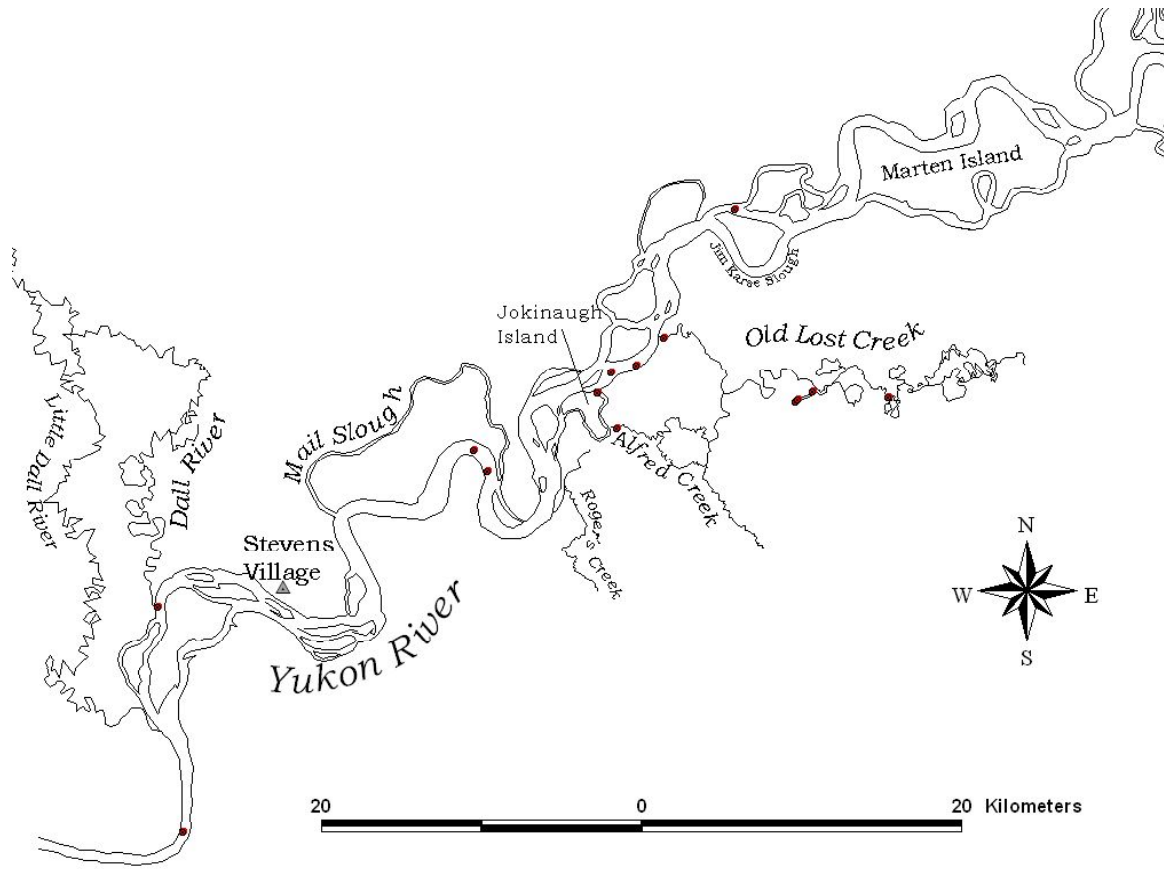 Marten Island
Jim Karse Slough
Jokinaugh
Island
Old Lost Creek
Mail Slough
Little Dall River
Dall River
Alfred Creek
Rogers Creek
Stevens
Village
Yukon River
N
W E
S
20 0 20 Kilometers